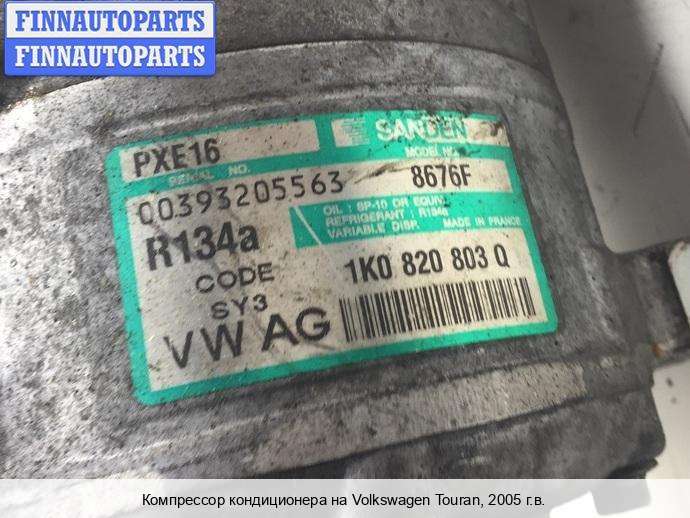 FINNAUTOPARTS
FINNAUTOPARTS
PXE16
SANDEN
SERIAL NO.
MODEL NO.
00393205563
8676F
OIL : SP-10 OR EQUIV.
REFRIGERANT : R134a
VARIABLE DISP. MADE IN FRANCE
R134a
CODE
SY3
1K0 820 803 Q
VW AG
Компрессор кондиционера на Volkswagen Touran, 2005 г.в.